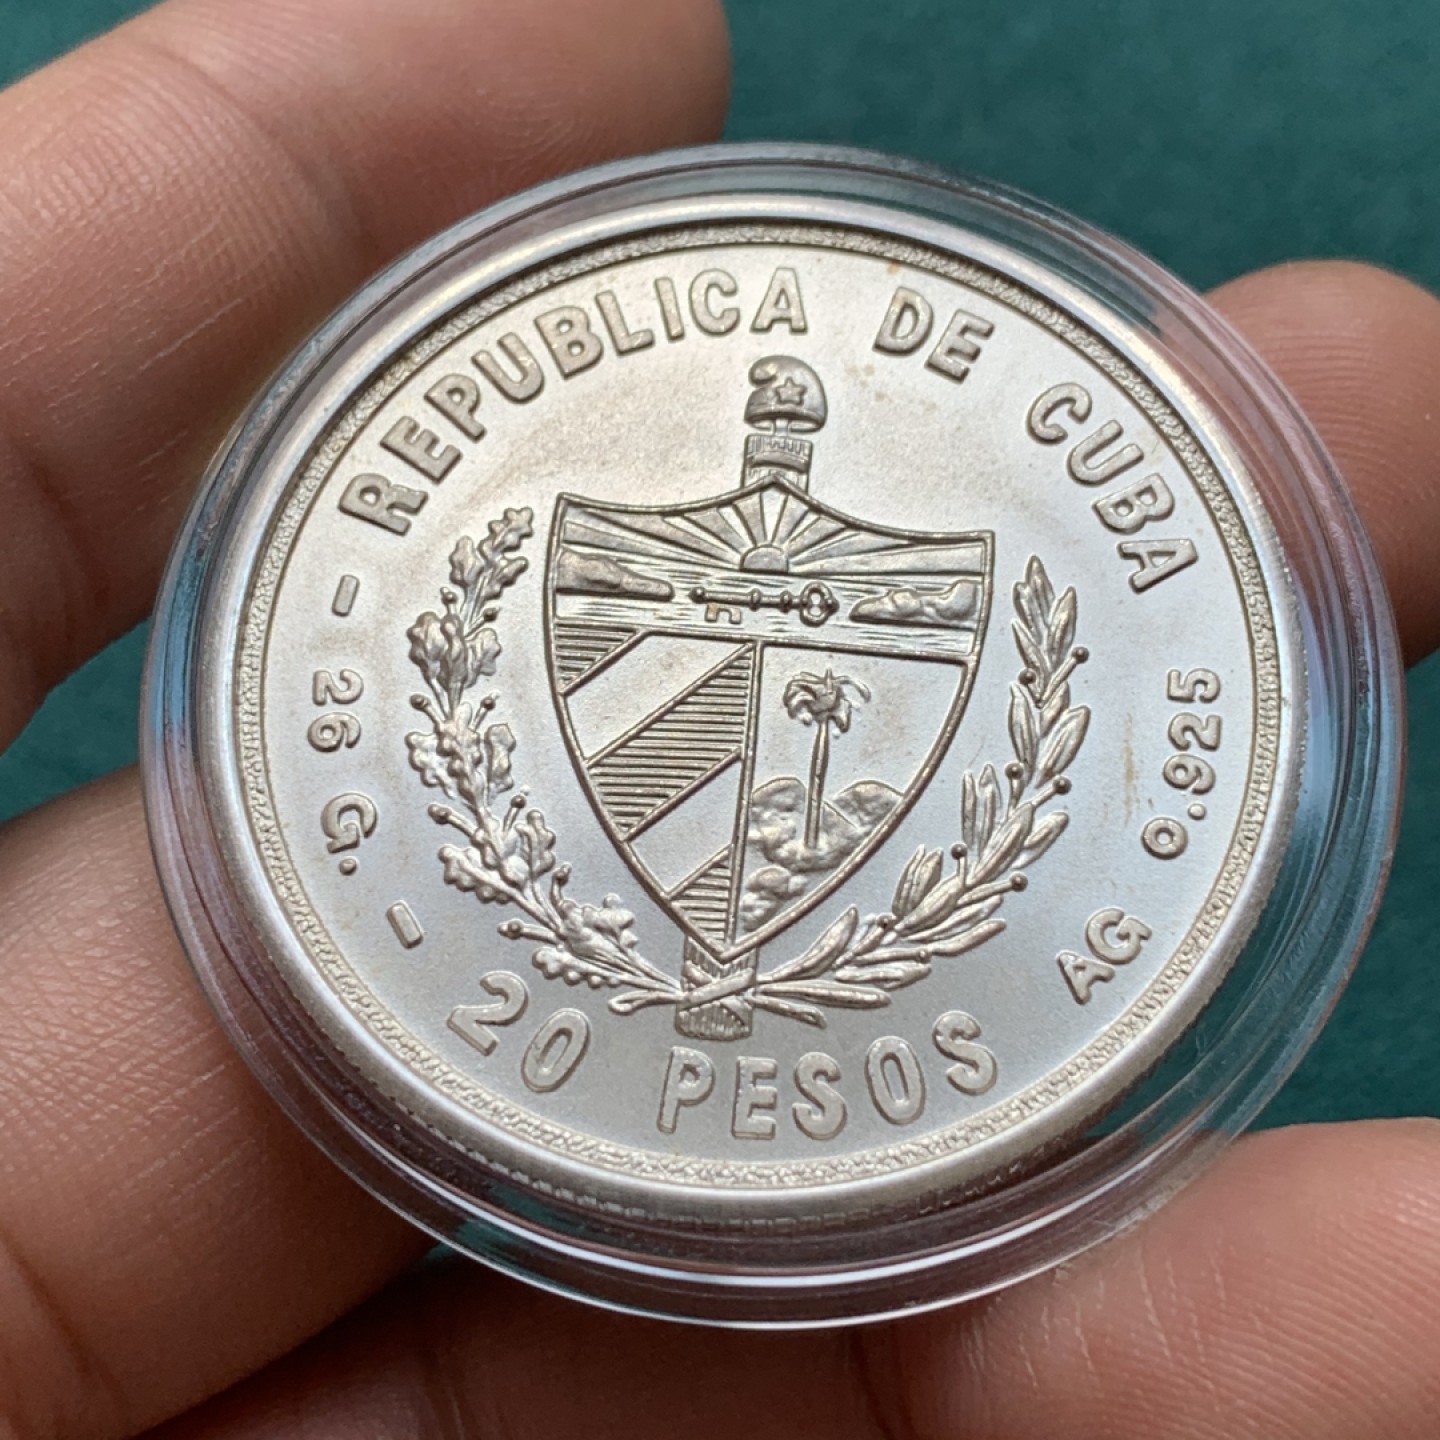 REPUBLICA DE CUBA
- 26 G. -
AG 0.925
20 PESOS